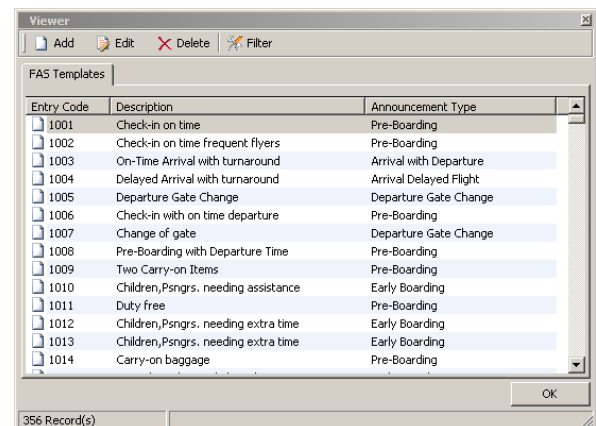 Viewer
Add Edit Delete Filter
FAS Templates
Entry Code Description Announcement Type
1001 Check-in on time Pre-Boarding
1002 Check-in on time frequent flyers Pre-Boarding
1003 On-Time Arrival with turnaround Arrival with Departure
1004 Delayed Arrival with turnaround Arrival Delayed Flight
1005 Departure Gate Change Departure Gate Change
1006 Check-in with on time departure Pre-Boarding
1007 Change of gate Departure Gate Change
1008 Pre-Boarding with Departure Time Pre-Boarding
1009 Two Carry-on Items Pre-Boarding
1010 Children,Psngrs. needing assistance Early Boarding
1011 Duty free Pre-Boarding
1012 Children,Psngrs. needing extra time Early Boarding
1013 Children,Psngrs. needing extra time Early Boarding
1014 Carry-on baggage Pre-Boarding
OK
356 Record(s)